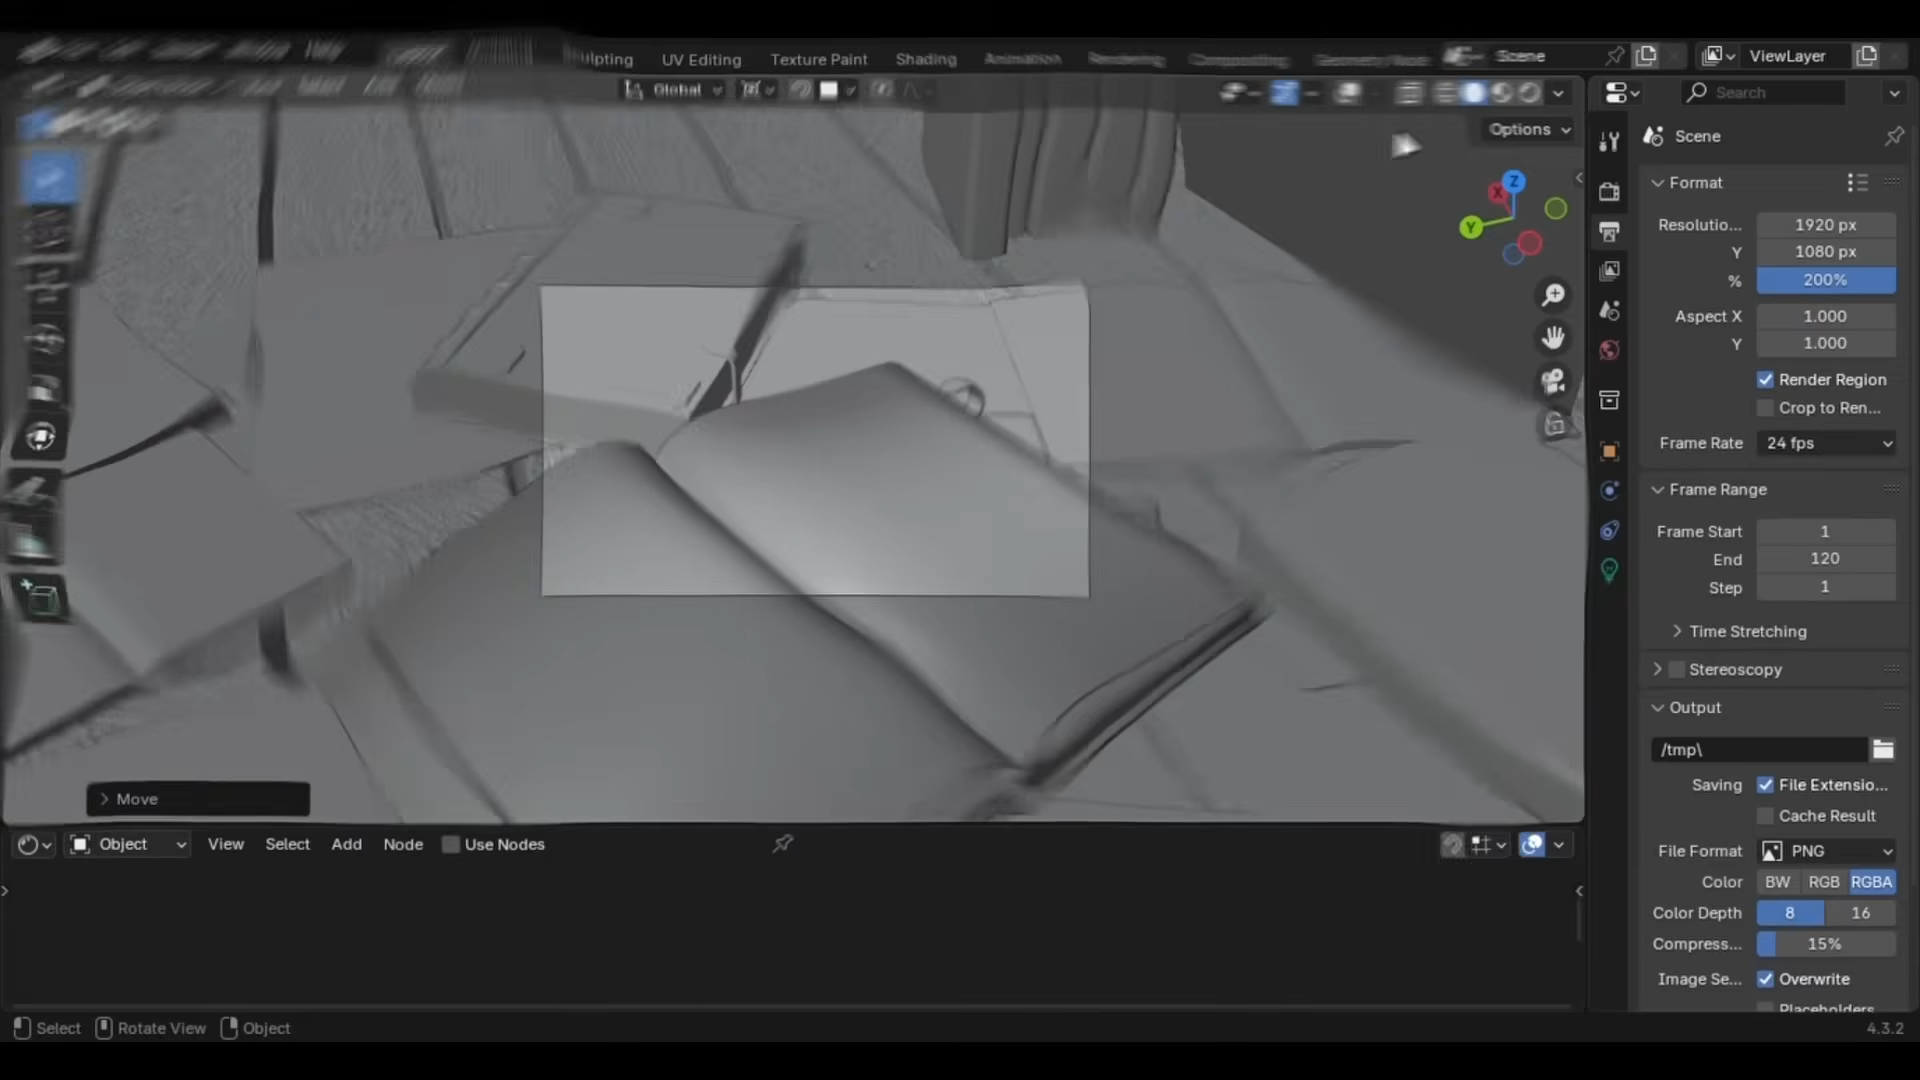 UV Editing Texture Paint Shading Animation Rendering Compositing Scene ViewLayer
Global
Search
Options
Scene
Z
X
Y
Format
Resolutio... 1920 px
Y 1080 px
% 200%
Aspect X 1.000
Y 1.000
Render Region
Crop to Ren...
Frame Rate 24 fps
Frame Range
Frame Start 1
End 120
Step 1
Time Stretching
Stereoscopy
Output
/tmp\
Saving File Extensio...
Cache Result
File Format PNG
Color BW RGB RGBA
Color Depth 8 16
Compress... 15%
Image Se... Overwrite
Placeholders
Move
Object View Select Add Node Use Nodes
Select Rotate View Object
4.3.2